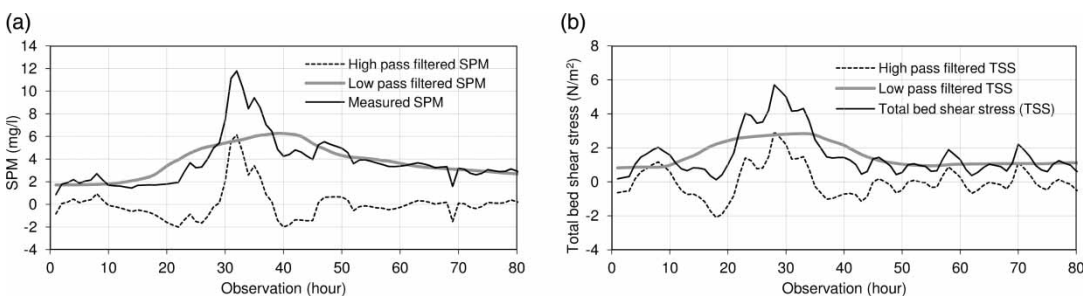 (a)
14
12
10
8
6
4
2
0
-2
-4
SPM (mg/l)
High pass filtered SPM
Low pass filtered SPM
Measured SPM
0 10 20 30 40 50 60 70 80
Observation (hour)
(b)
8
6
4
2
0
-2
-4
Total bed shear stress (N/m²)
High pass filtered TSS
Low pass filtered TSS
Total bed shear stress (TSS)
0 10 20 30 40 50 60 70 80
Observation (hour)